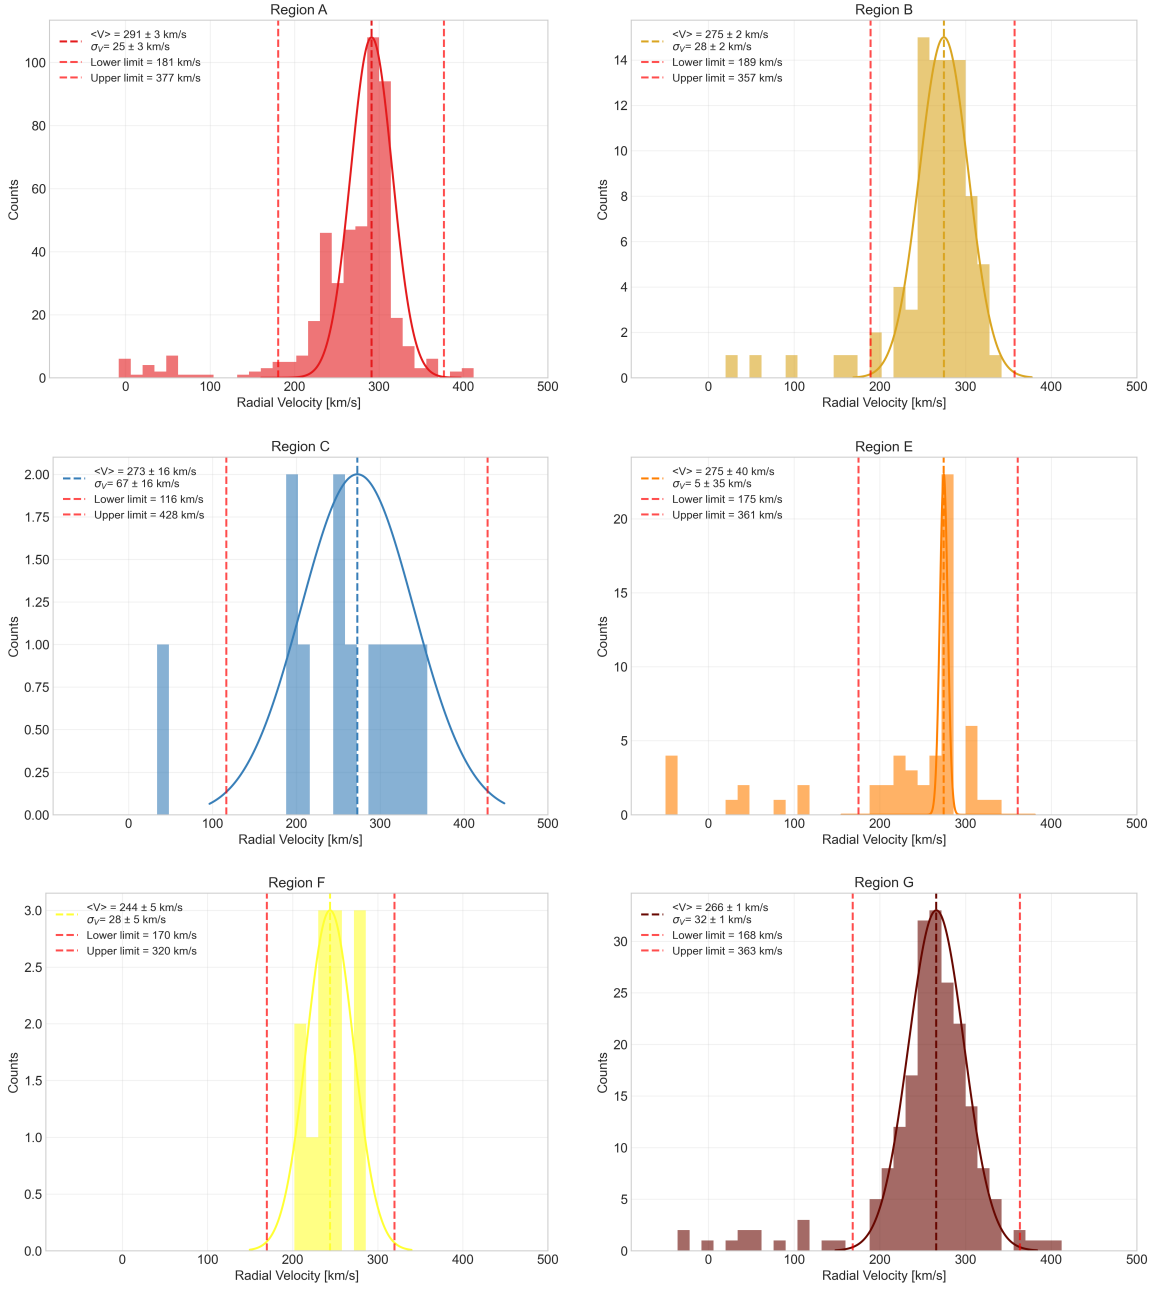 Region A
<V> = 291 ± 3 km/s
σV= 25 ± 3 km/s
Lower limit = 181 km/s
Upper limit = 377 km/s
100
80
60
40
20
0
Counts
0 100 200 300 400 500
Radial Velocity [km/s]
Region B
<V> = 275 ± 2 km/s
σV= 28 ± 2 km/s
Lower limit = 189 km/s
Upper limit = 357 km/s
14
12
10
8
6
4
2
0
Counts
0 100 200 300 400 500
Radial Velocity [km/s]
Region C
<V> = 273 ± 16 km/s
σV= 67 ± 16 km/s
Lower limit = 116 km/s
Upper limit = 428 km/s
2.00
1.75
1.50
1.25
1.00
0.75
0.50
0.25
0.00
Counts
0 100 200 300 400 500
Radial Velocity [km/s]
Region E
<V> = 275 ± 40 km/s
σV= 5 ± 35 km/s
Lower limit = 175 km/s
Upper limit = 361 km/s
20
15
10
5
0
Counts
0 100 200 300 400 500
Radial Velocity [km/s]
Region F
<V> = 244 ± 5 km/s
σV= 28 ± 5 km/s
Lower limit = 170 km/s
Upper limit = 320 km/s
3.0
2.5
2.0
1.5
1.0
0.5
0.0
Counts
0 100 200 300 400 500
Radial Velocity [km/s]
Region G
<V> = 266 ± 1 km/s
σV= 32 ± 1 km/s
Lower limit = 168 km/s
Upper limit = 363 km/s
30
25
20
15
10
5
0
Counts
0 100 200 300 400 500
Radial Velocity [km/s]